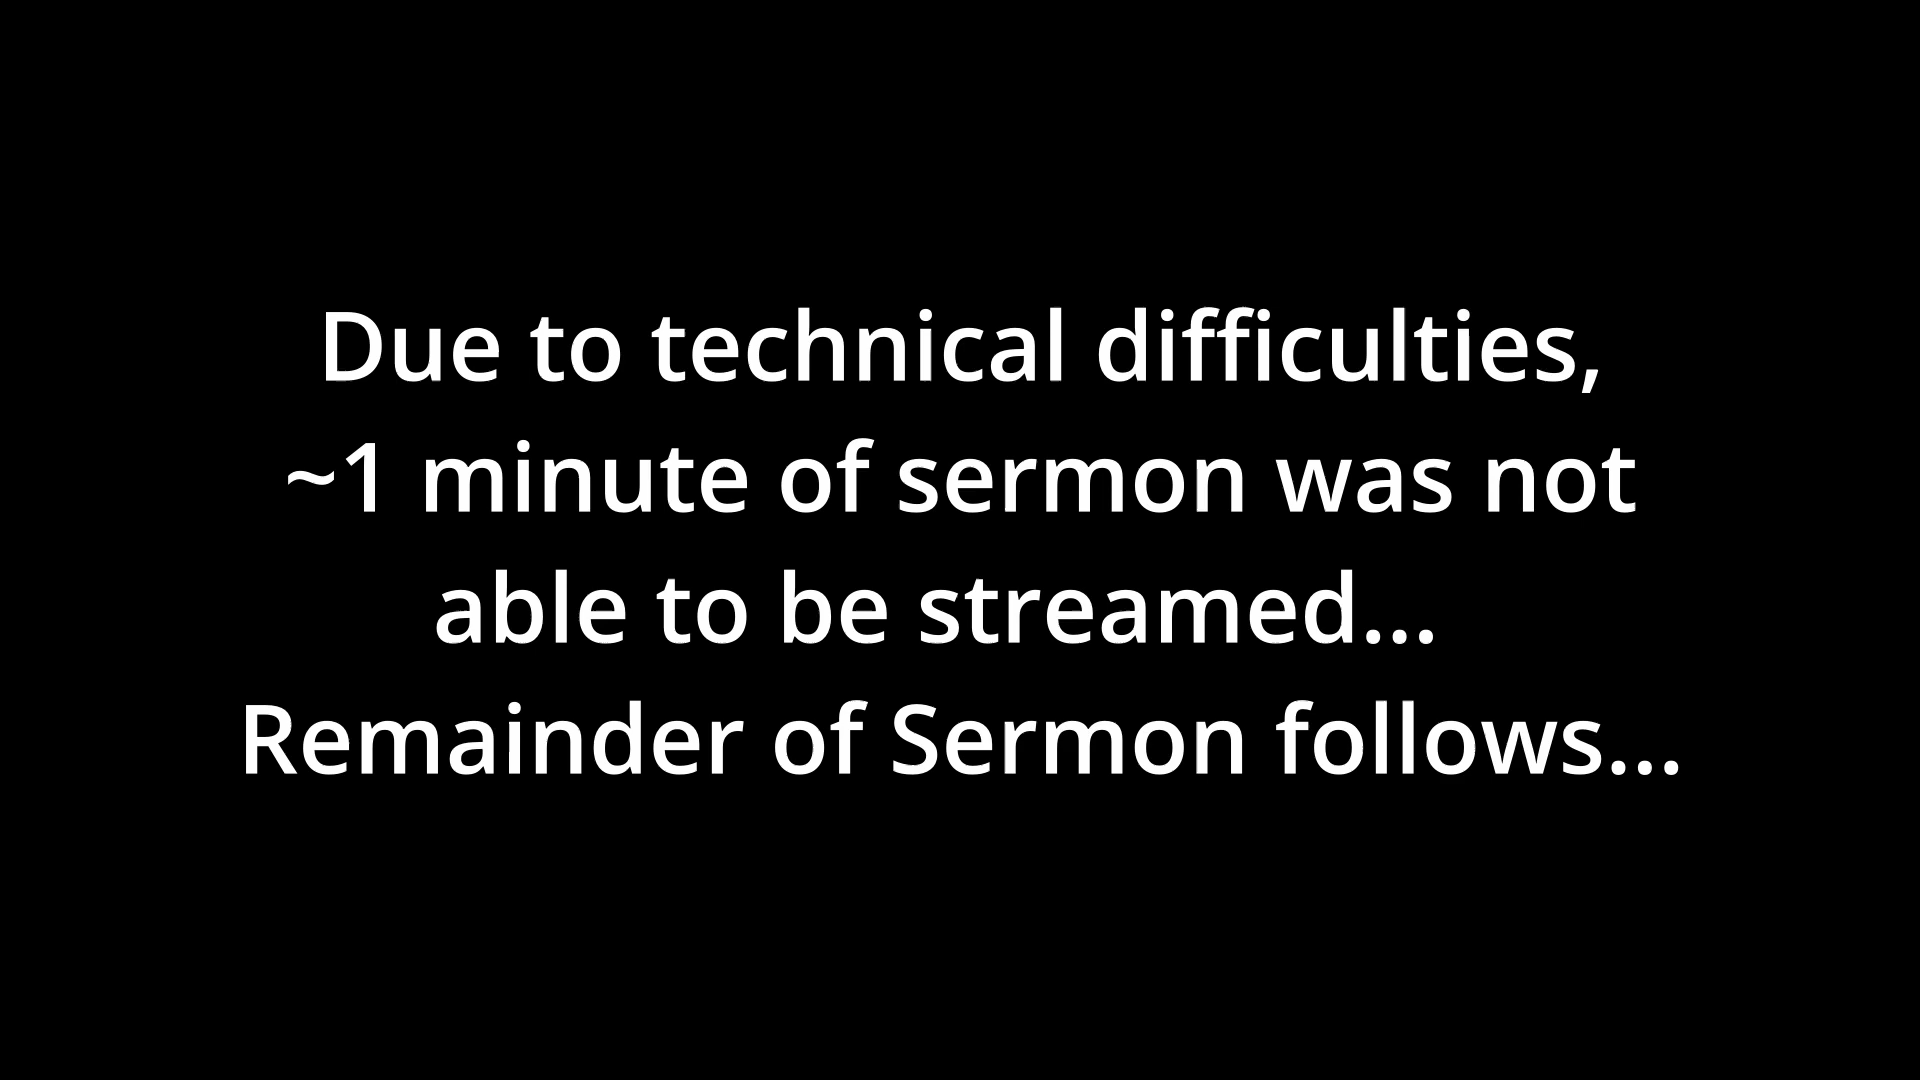 Due to technical difficulties,
~1 minute of sermon was not
able to be streamed...
Remainder of Sermon follows...